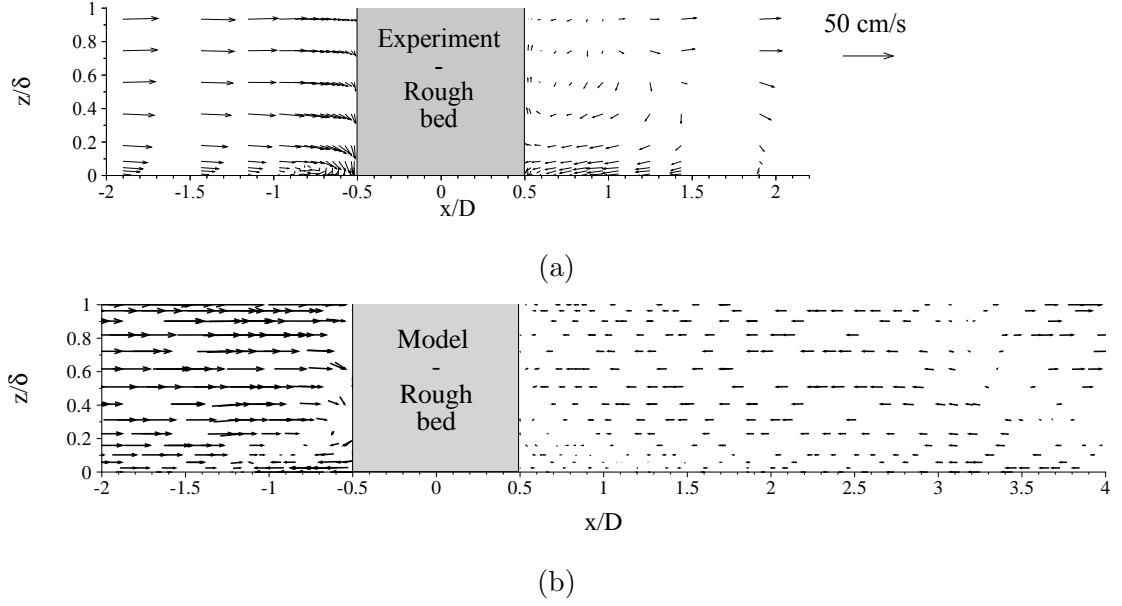 1
0.8
0.6
0.4
0.2
0
z/δ
Experiment
-
Rough
bed
50 cm/s
-2 -1.5 -1 -0.5 0 0.5 1 1.5 2
x/D
(a)
1
0.8
0.6
0.4
0.2
0
z/δ
Model
-
Rough
bed
-2 -1.5 -1 -0.5 0 0.5 1 1.5 2 2.5 3 3.5 4
x/D
(b)